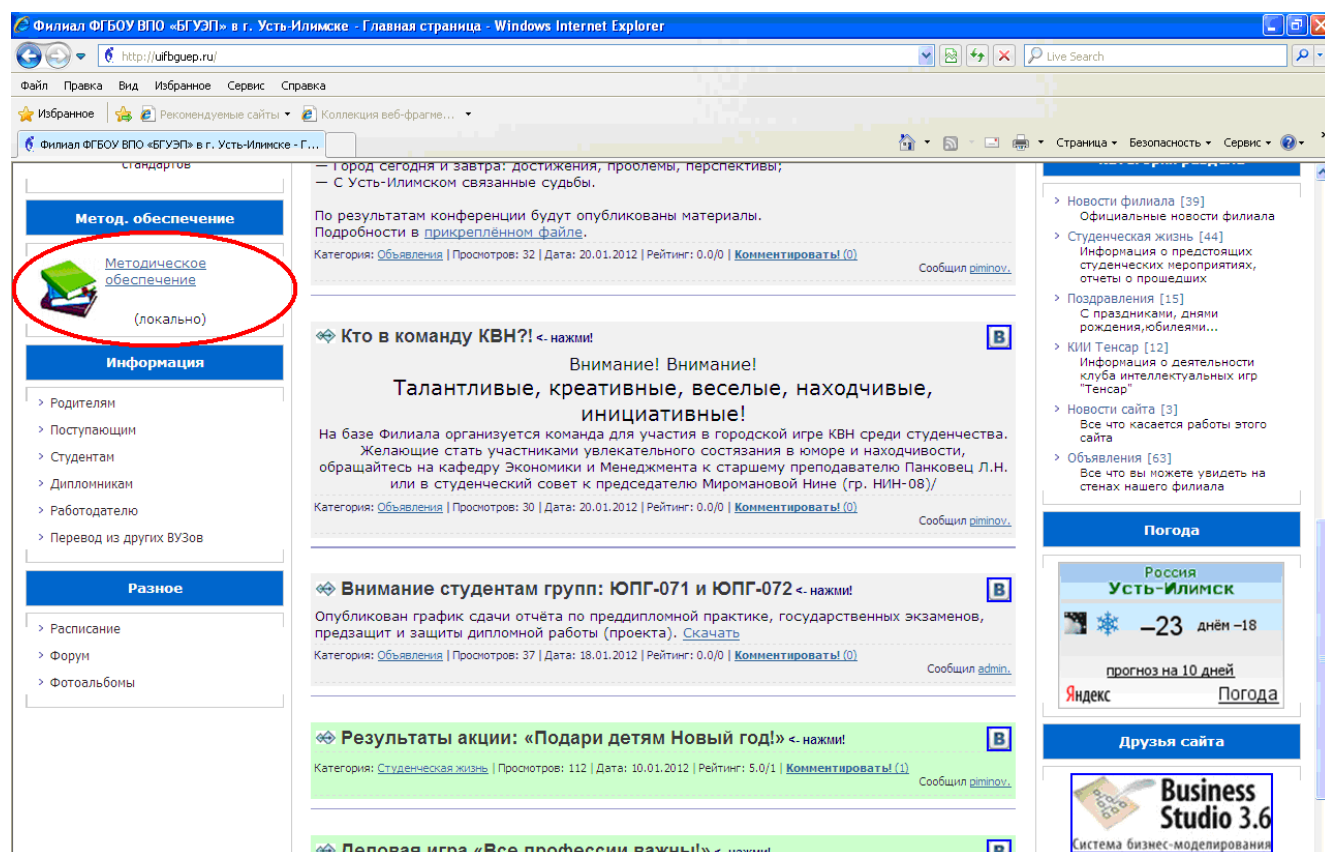 Филиал ФГБОУ ВПО «БГУЭП» в г. Усть-Илимске - Главная страница - Windows Internet Explorer
http://uifbguep.ru/
Live Search
Файл Правка Вид Избранное Сервис Справка
Избранное Рекомендуемые сайты Коллекция веб-фрагме...
Филиал ФГБОУ ВПО «БГУЭП» в г. Усть-Илимске - Г...
Страница Безопасность Сервис
стандартов
Метод. обеспечение
Методическое
обеспечение
(локально)
Информация
> Родителям
> Поступающим
> Студентам
> Дипломникам
> Работодателю
> Перевод из других ВУЗов
Разное
> Расписание
> Форум
> Фотоальбомы
— Город сегодня и завтра: достижения, проблемы, перспективы;
— С Усть-Илимском связанные судьбы.
По результатам конференции будут опубликованы материалы.
Подробности в прикреплённом файле.
Категория: Объявления | Просмотров: 32 | Дата: 20.01.2012 | Рейтинг: 0.0/0 | Комментировать! (0)
Сообщил piminov.
Кто в команду КВН?! <- нажми!
B
Внимание! Внимание!
Талантливые, креативные, веселые, находчивые,
инициативные!
На базе Филиала организуется команда для участия в городской игре КВН среди студенчества.
Желающие стать участниками увлекательного состязания в юморе и находчивости,
обращайтесь на кафедру Экономики и Менеджмента к старшему преподавателю Панковец Л.Н.
или в студенческий совет к председателю Миромановой Нине (гр. НИН-08)/
Категория: Объявления | Просмотров: 30 | Дата: 20.01.2012 | Рейтинг: 0.0/0 | Комментировать! (0)
Сообщил piminov.
Внимание студентам групп: ЮПГ-071 и ЮПГ-072 <- нажми!
B
Опубликован график сдачи отчёта по преддипломной практике, государственных экзаменов,
предзащит и защиты дипломной работы (проекта). Скачать
Категория: Объявления | Просмотров: 37 | Дата: 18.01.2012 | Рейтинг: 0.0/0 | Комментировать! (0)
Сообщил admin.
Результаты акции: «Подари детям Новый год!» <- нажми!
B
Категория: Студенческая жизнь | Просмотров: 112 | Дата: 10.01.2012 | Рейтинг: 5.0/1 | Комментировать! (1)
Сообщил piminov.
Деловая игра «Все профессии важны!» <- нажми!
B
Категории раздела
> Новости филиала [39]
Официальные новости филиала
> Студенческая жизнь [44]
Информация о предстоящих
студенческих мероприятиях,
отчеты о прошедших
> Поздравления [15]
С праздниками, днями
рождения,юбилеями...
> КИИ Тенсар [12]
Информация о деятельности
клуба интеллектуальных игр
"Тенсар"
> Новости сайта [3]
Все что касается работы этого
сайта
> Объявления [63]
Все что вы можете увидеть на
стенах нашего филиала
Погода
Россия
Усть-Илимск
−23 днём −18
прогноз на 10 дней
Яндекс Погода
Друзья сайта
Business
Studio 3.6
Система бизнес-моделирования